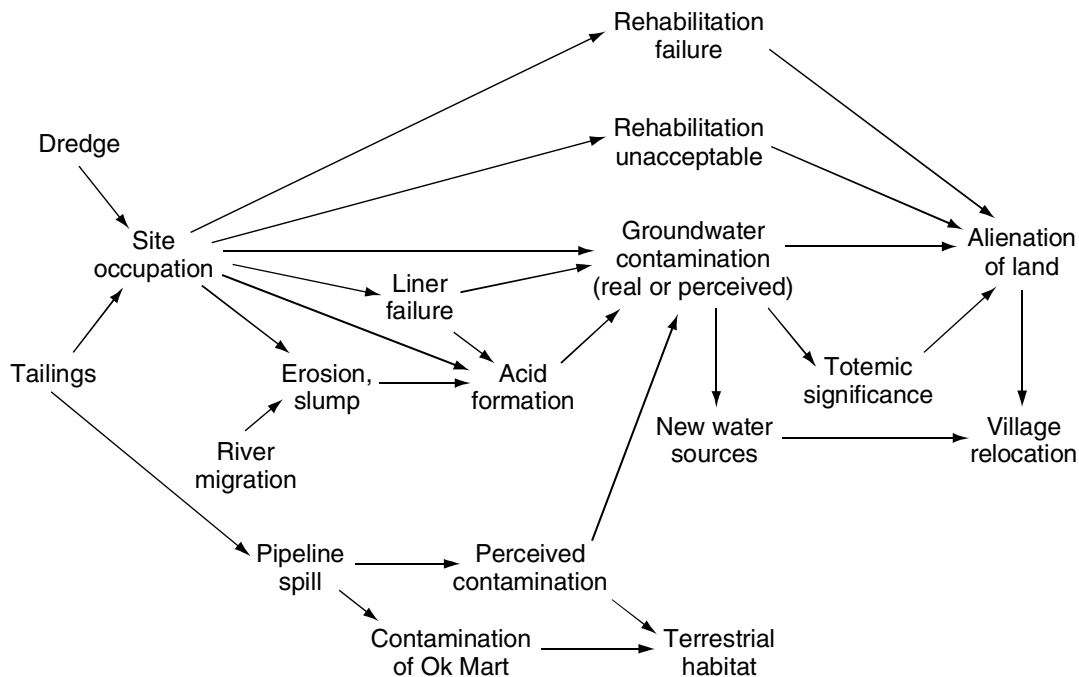 Rehabilitation
failure
Dredge
Rehabilitation
unacceptable
Site
occupation
Groundwater
contamination
(real or perceived)
Alienation
of land
Liner
failure
Tailings
Erosion,
slump
Acid
formation
Totemic
significance
River
migration
New water
sources
Village
relocation
Pipeline
spill
Perceived
contamination
Contamination
of Ok Mart
Terrestrial
habitat